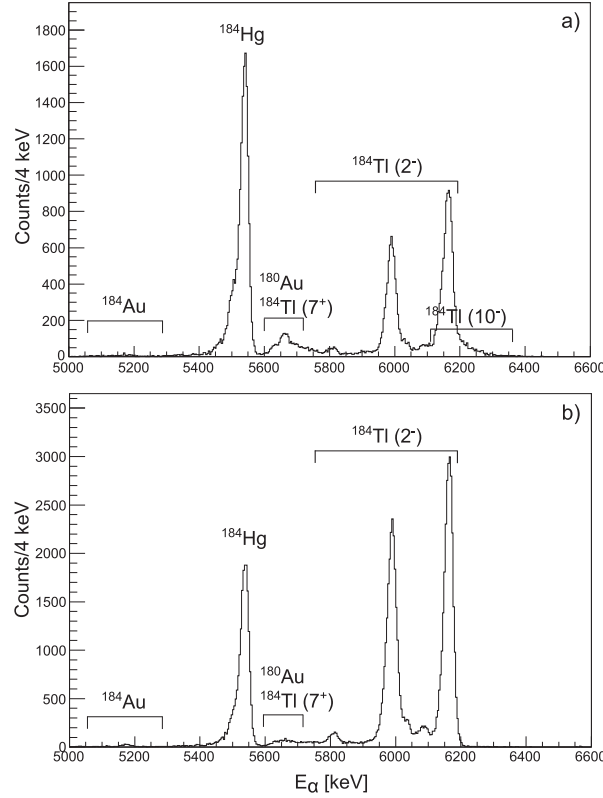 a)
¹⁸⁴Hg
1800
1600
1400
1200
1000
800
600
400
200
0
Counts/4 keV
¹⁸⁴Tl (2⁻)
¹⁸⁰Au
¹⁸⁴Tl (7⁺)
¹⁸⁴Au
¹⁸⁴Tl (10⁻)
5000 5200 5400 5600 5800 6000 6200 6400 6600
b)
3500
3000
2500
2000
1500
1000
500
0
Counts/4 keV
¹⁸⁴Tl (2⁻)
¹⁸⁴Hg
¹⁸⁰Au
¹⁸⁴Tl (7⁺)
¹⁸⁴Au
5000 5200 5400 5600 5800 6000 6200 6400 6600
Eα [keV]